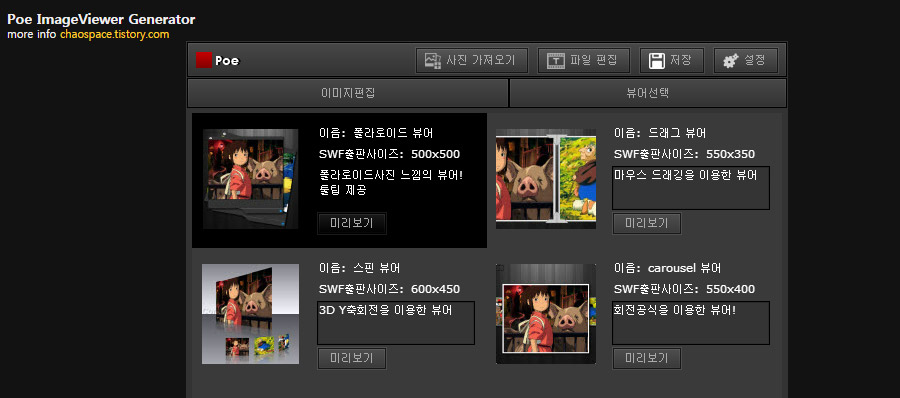 Poe ImageViewer Generator
more info chaospace.tistory.com
Poe
사진 가져오기
파일 편집
저장
설정
이미지편집
뷰어선택
이름: 폴라로이드 뷰어
SWF출판사이즈: 500x500
폴라로이드사진 느낌의 뷰어!
툴팁 제공
미리보기
이름: 드래그 뷰어
SWF출판사이즈: 550x350
마우스 드래깅을 이용한 뷰어
미리보기
이름: 스핀 뷰어
SWF출판사이즈: 600x450
3D Y축회전을 이용한 뷰어
미리보기
이름: carousel 뷰어
SWF출판사이즈: 550x400
회전공식을 이용한 뷰어!
미리보기